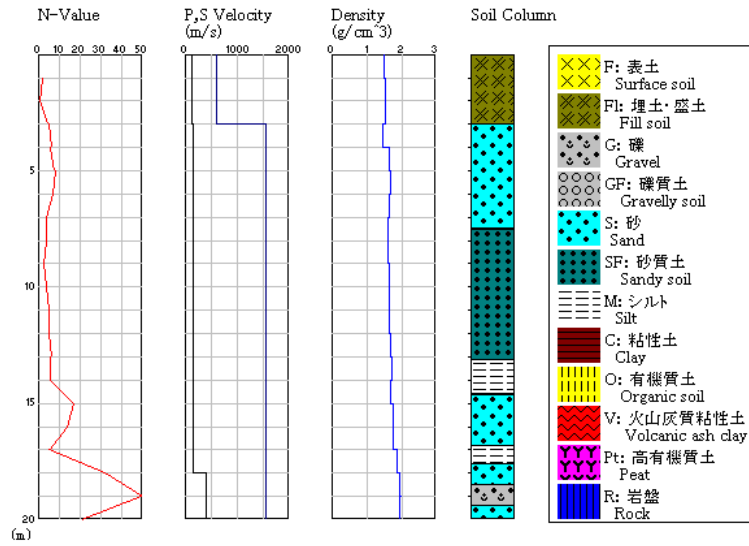 N-Value
P,S Velocity
(m/s)
Density
(g/cm^3)
Soil Column
0 10 20 30 40 50
0 1000 2000
0 1 2 3
5
10
15
20
(m)
F: 表土
Surface soil
Fl: 埋土・盛土
Fill soil
G: 礫
Gravel
GF: 礫質土
Gravelly soil
S: 砂
Sand
SF: 砂質土
Sandy soil
M: シルト
Silt
C: 粘性土
Clay
O: 有機質土
Organic soil
V: 火山灰質粘性土
Volcanic ash clay
Pt: 高有機質土
Peat
R: 岩盤
Rock